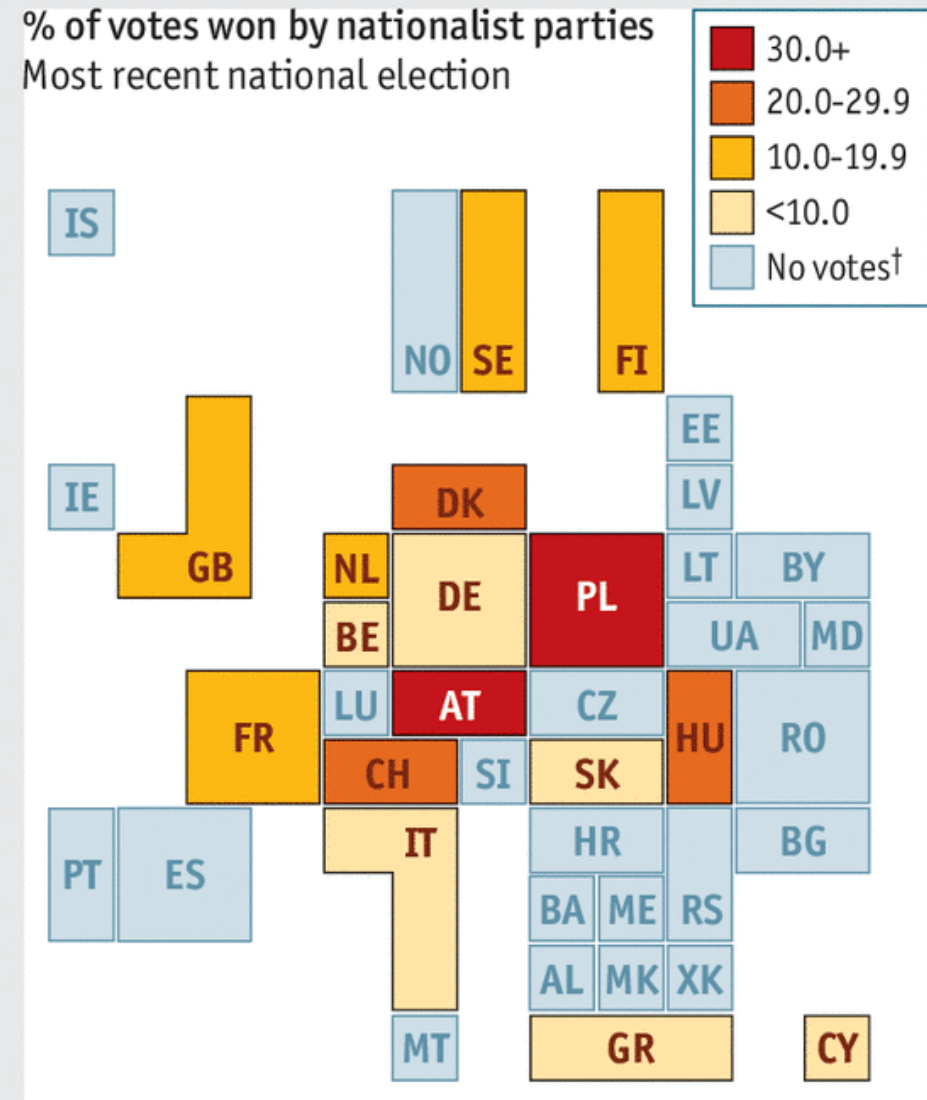 % of votes won by nationalist parties
Most recent national election
30.0+
20.0-29.9
10.0-19.9
<10.0
No votes†
IS
NO
SE
FI
EE
IE
DK
LV
GB
NL
DE
PL
LT
BY
BE
UA
MD
FR
LU
AT
CZ
HU
RO
CH
SI
SK
PT
ES
IT
HR
BG
BA
ME
RS
AL
MK
XK
MT
GR
CY